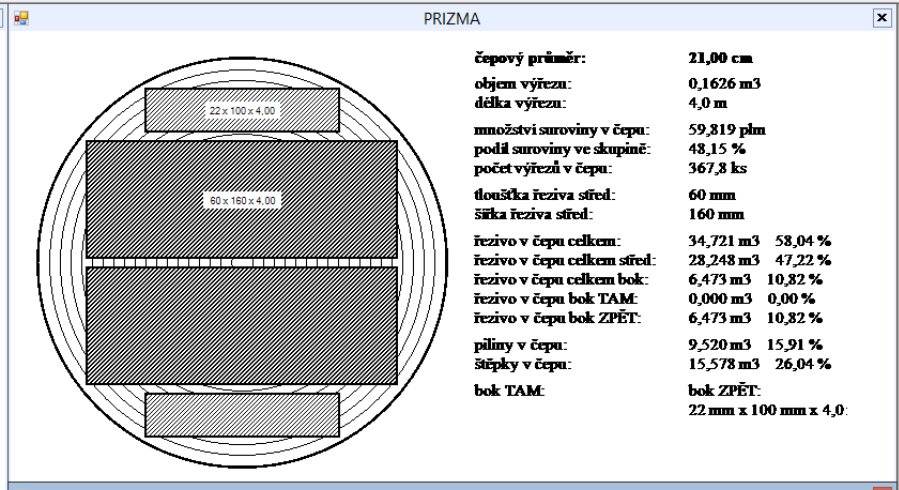 PRIZMA
22 x 100 x 4,00
60 x 160 x 4,00
čepový průměr: 21,00 cm
objem výřezu: 0,1626 m3
délka výřezu: 4,0 m
množství suroviny v čepu: 59,819 plm
podíl suroviny ve skupině: 48,15 %
počet výřezů v čepu: 367,8 ks
tloušťka řeziva střed: 60 mm
šířka řeziva střed: 160 mm
řezivo v čepu celkem: 34,721 m3 58,04 %
řezivo v čepu celkem střed: 28,248 m3 47,22 %
řezivo v čepu celkem bok: 6,473 m3 10,82 %
řezivo v čepu bok TAM: 0,000 m3 0,00 %
řezivo v čepu bok ZPĚT: 6,473 m3 10,82 %
piliny v čepu: 9,520 m3 15,91 %
štěpky v čepu: 15,578 m3 26,04 %
bok TAM: bok ZPĚT:
22 mm x 100 mm x 4,0